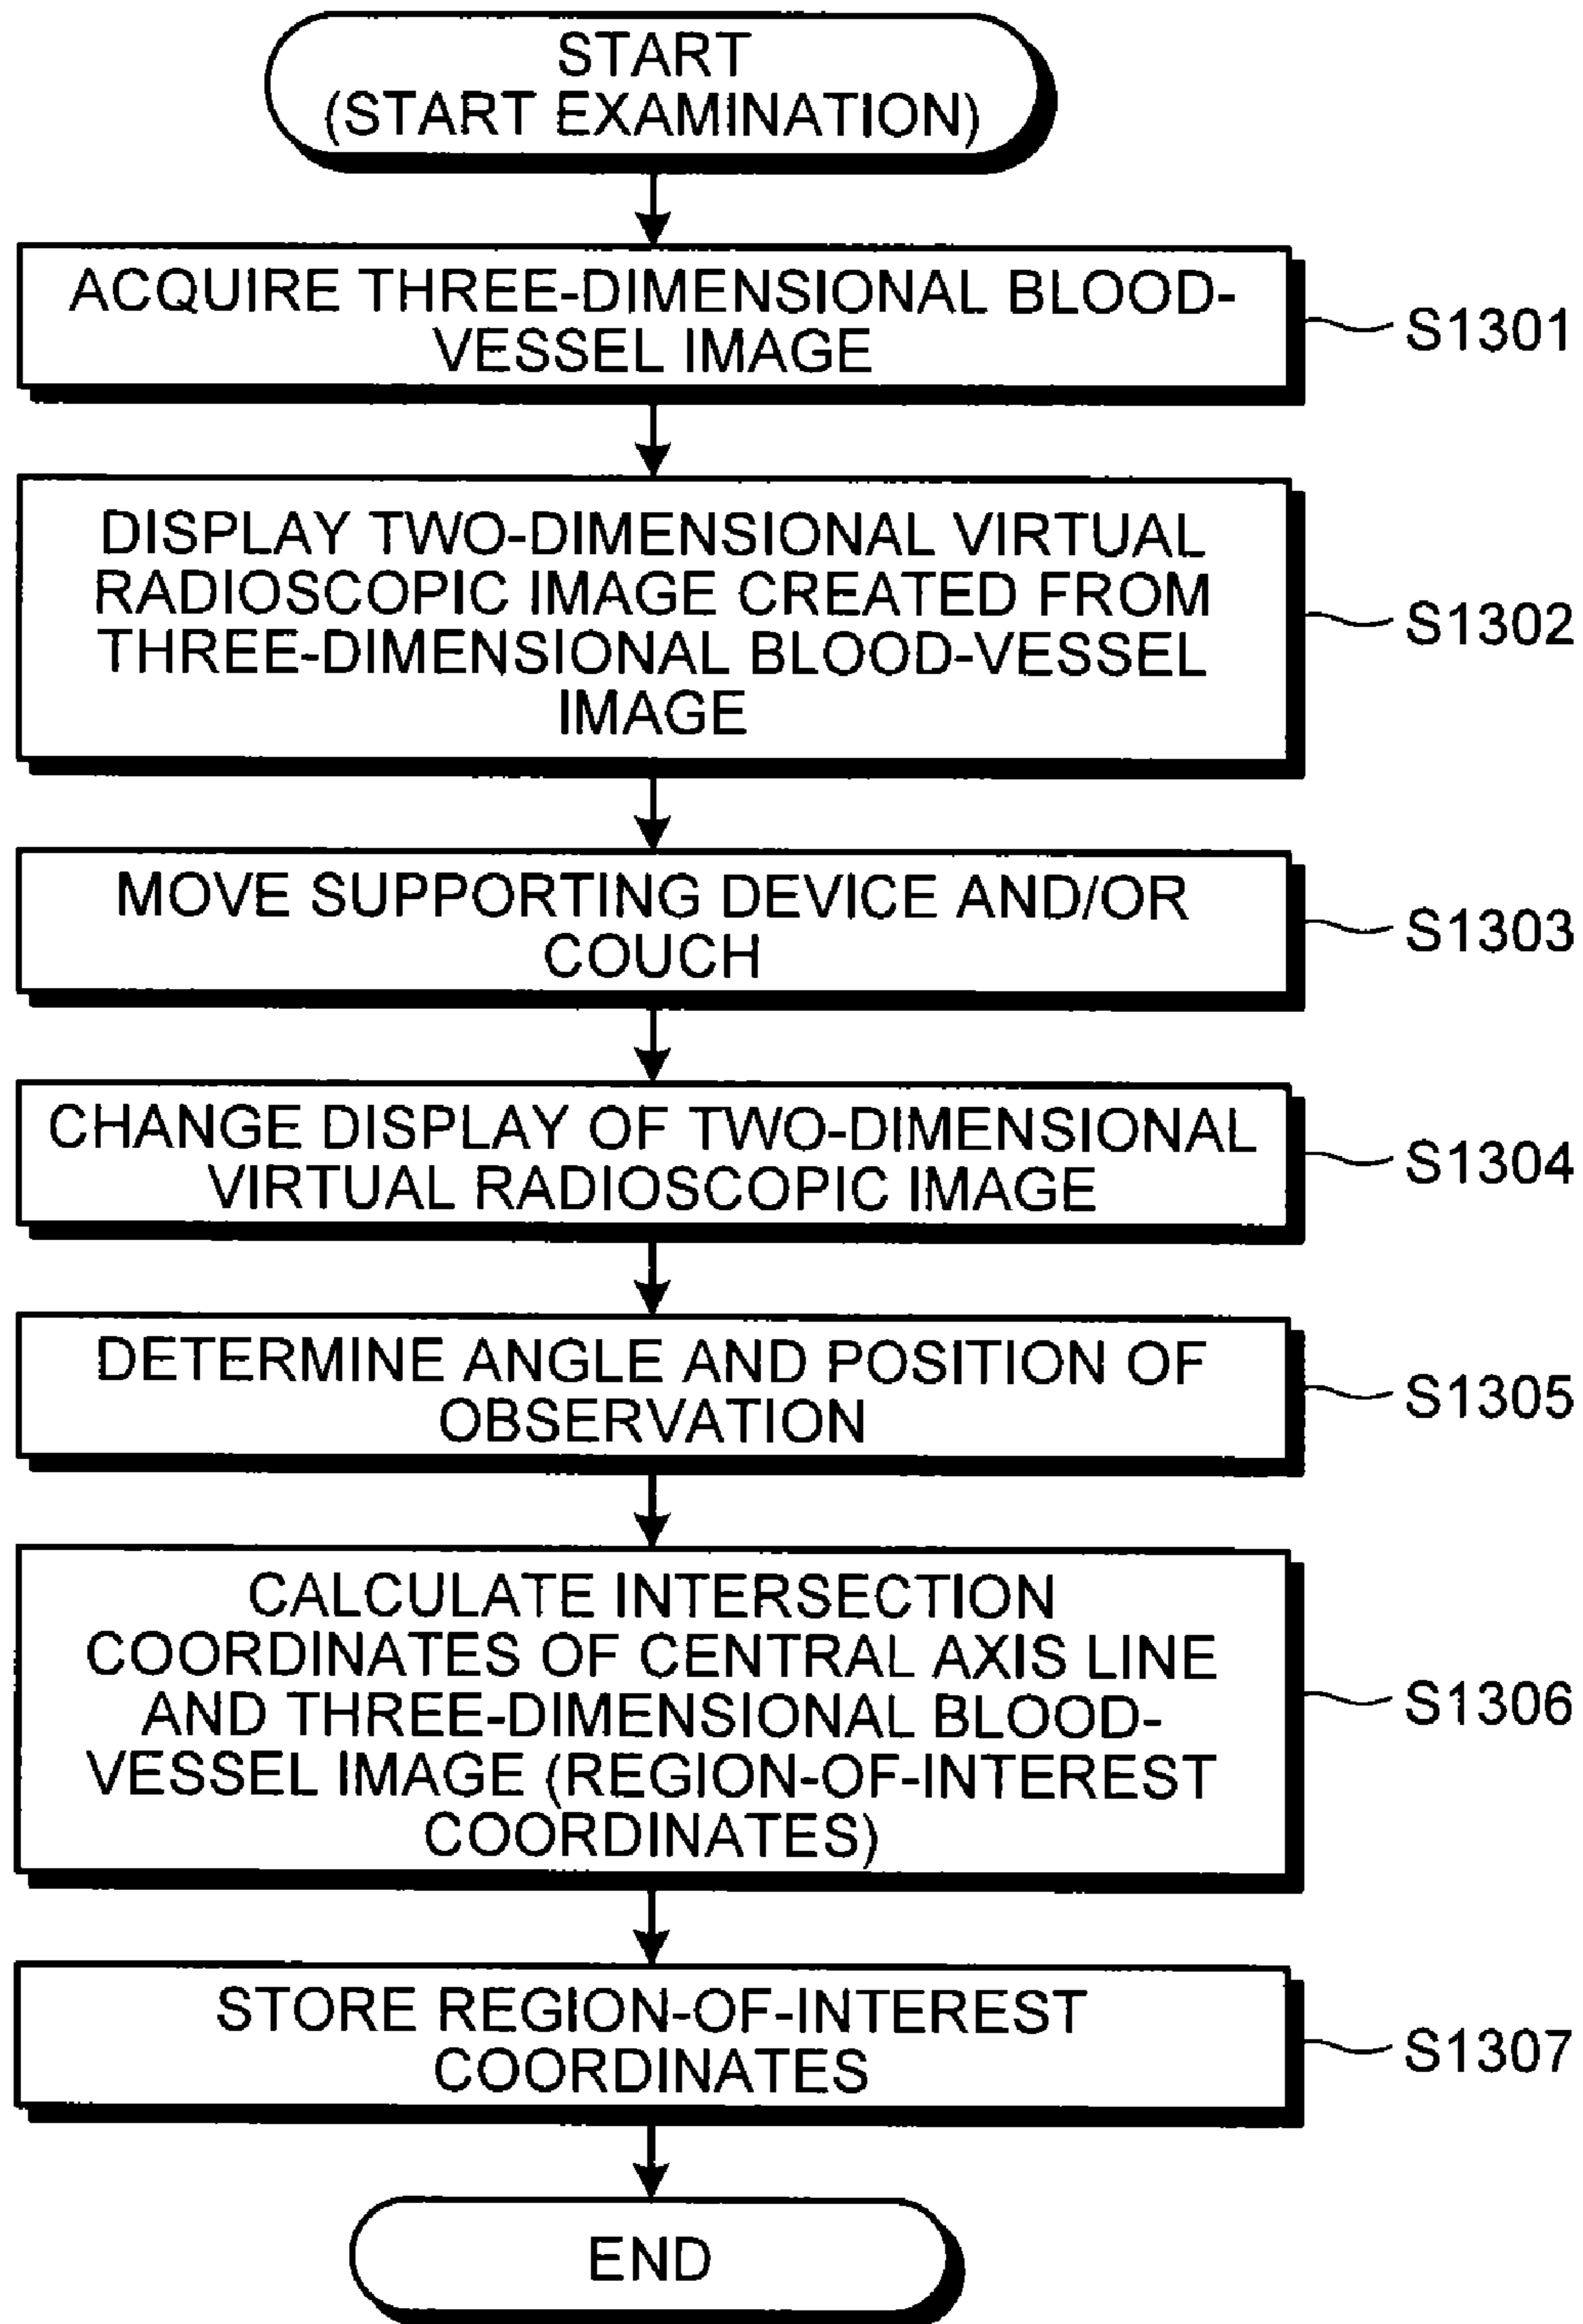 START
(START EXAMINATION)
ACQUIRE THREE-DIMENSIONAL BLOOD-
VESSEL IMAGE
S1301
DISPLAY TWO-DIMENSIONAL VIRTUAL
RADIOSCOPIC IMAGE CREATED FROM
THREE-DIMENSIONAL BLOOD-VESSEL
IMAGE
S1302
MOVE SUPPORTING DEVICE AND/OR
COUCH
S1303
CHANGE DISPLAY OF TWO-DIMENSIONAL
VIRTUAL RADIOSCOPIC IMAGE
S1304
DETERMINE ANGLE AND POSITION OF
OBSERVATION
S1305
CALCULATE INTERSECTION
COORDINATES OF CENTRAL AXIS LINE
AND THREE-DIMENSIONAL BLOOD-
VESSEL IMAGE (REGION-OF-INTEREST
COORDINATES)
S1306
STORE REGION-OF-INTEREST
COORDINATES
S1307
END